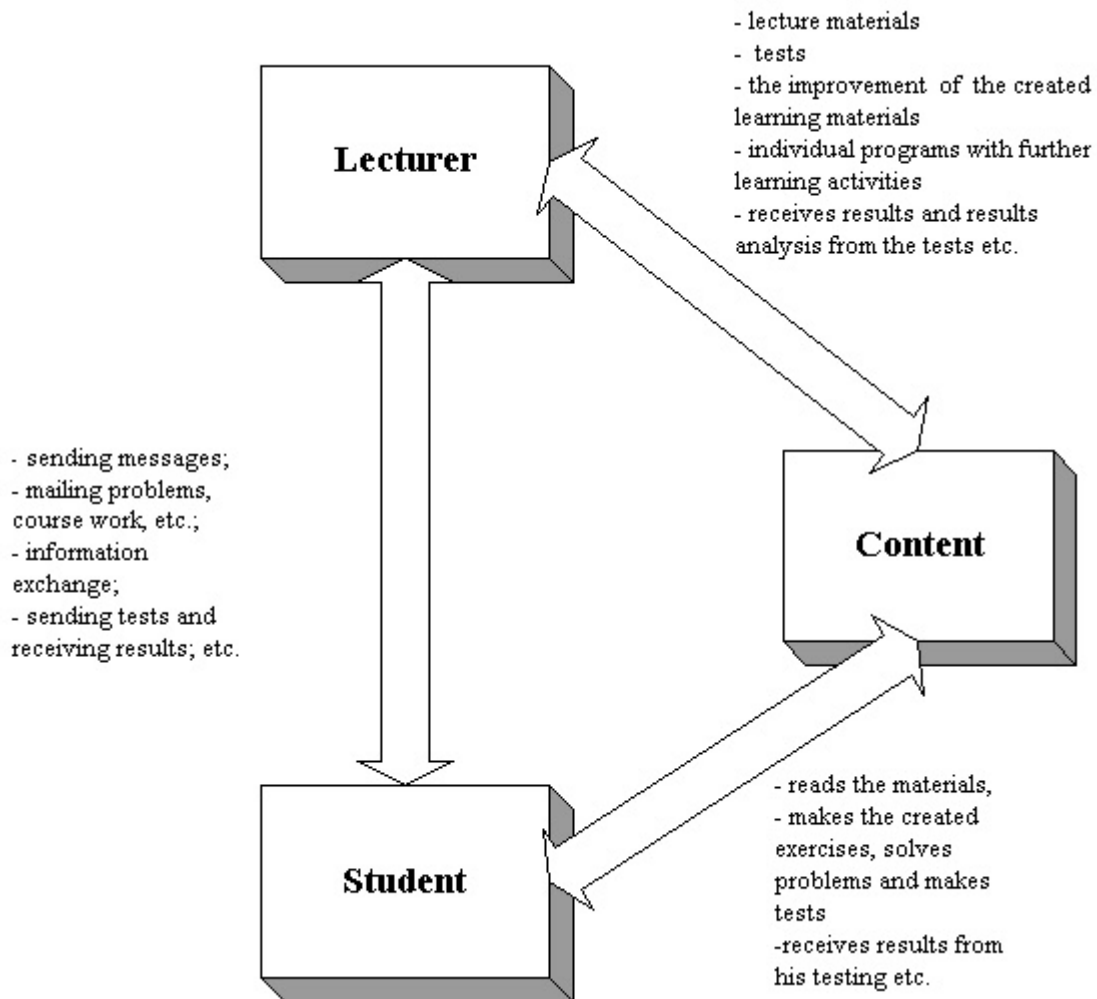 - lecture materials
- tests
- the improvement of the created
learning materials
- individual programs with further
learning activities
- receives results and results
analysis from the tests etc.
Lecturer
- sending messages;
- mailing problems,
course work, etc.;
- information
exchange;
- sending tests and
receiving results; etc.
Content
Student
- reads the materials,
- makes the created
exercises, solves
problems and makes
tests
-receives results from
his testing etc.